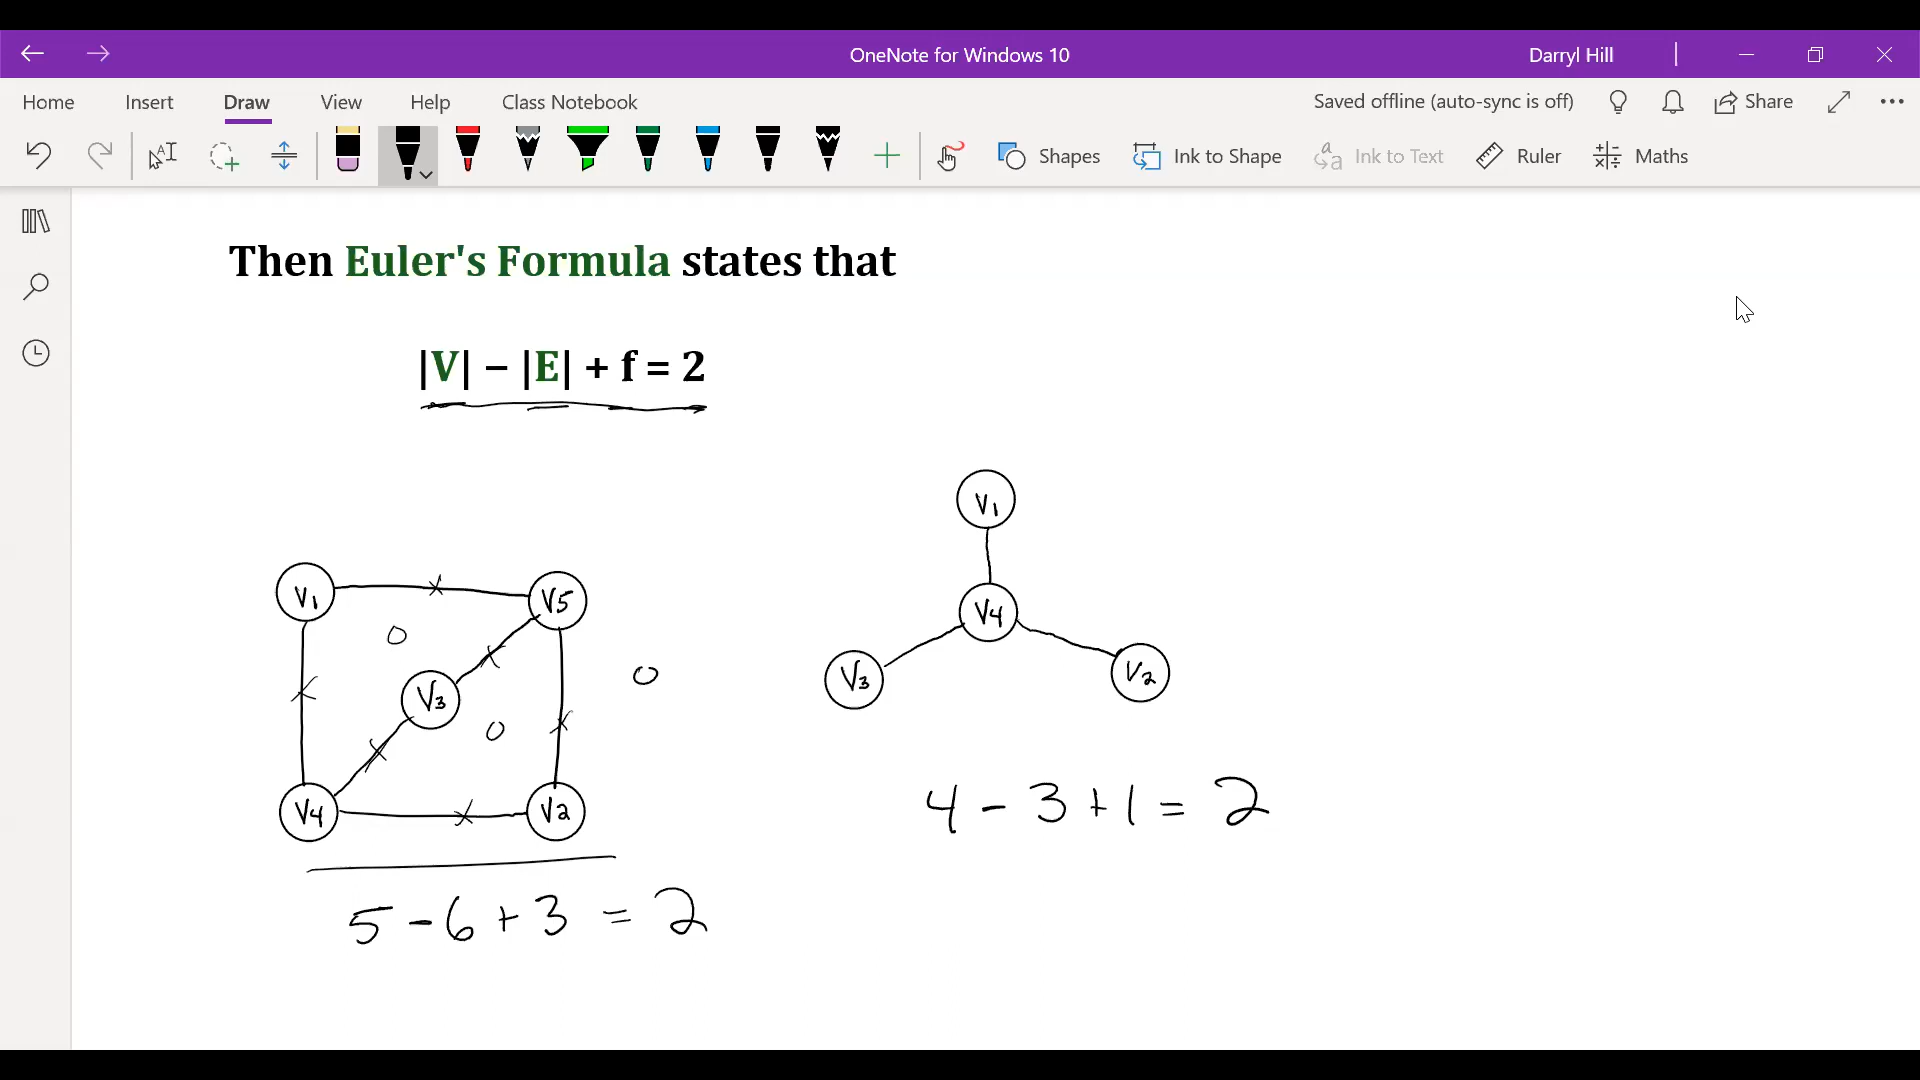 OneNote for Windows 10
Darryl Hill
Home Insert Draw View Help Class Notebook
Saved offline (auto-sync is off) Share
Shapes Ink to Shape Ink to Text Ruler Maths
Then Euler's Formula states that
|V| − |E| + f = 2
V1
V1 V5
V4
V3
V3 V2
V4 V2
4 - 3 + 1 = 2
5 - 6 + 3 = 2